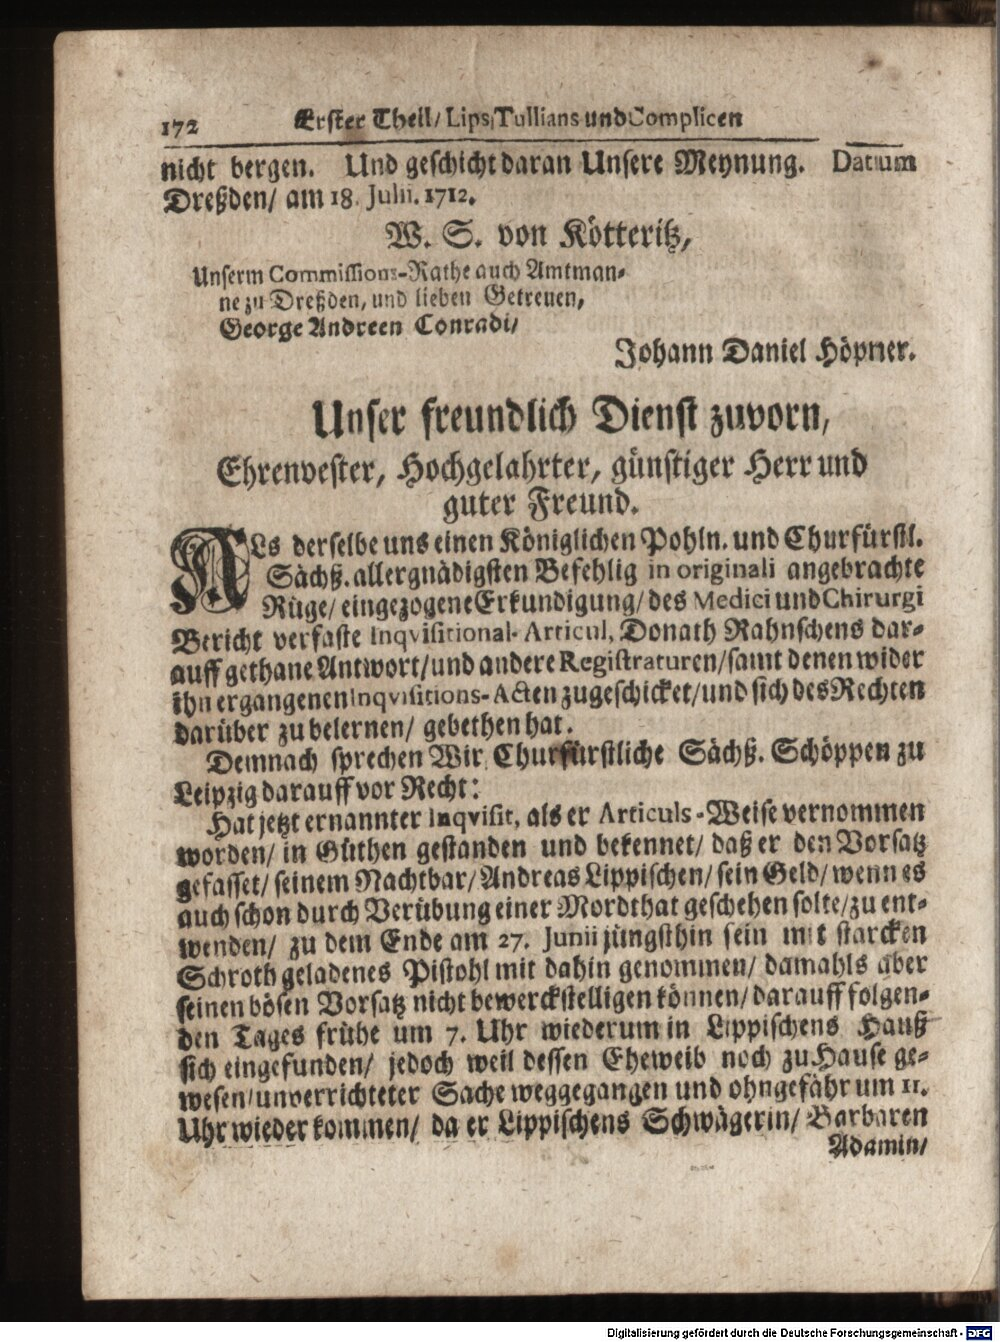 172 Erster Theil/ Lips Tullians und Complicen
nicht bergen. Und geschicht daran Unsere Meynung. Datum
Dreßden/ am 18. Julii. 1712.
W. S. von Kötteritz,
Unserm Commissions-Rathe auch Amtman-
ne zu Dreßden, und lieben Getreuen,
George Andreen Conradi/
Johann Daniel Höpner.
Unser freundlich Dienst zuvorn,
Ehrenvester, Hochgelahrter, günstiger Herr und
guter Freund.
ALs derselbe uns einen Königlichen Pohln. und Churfürstl.
Sächß. allergnädigsten Befehlig in originali angebrachte
Rüge/ eingezogene Erkundigung/ des Medici und Chirurgi
Bericht verfaste Inqvisitional-Articul, Donath Rahnschens dar-
auff gethane Antwort/ und andere Registraturen/ samt denen wider
ihn ergangenen Inqvisitions-Acten zugeschicket/ und sich des Rechten
darüber zu belernen/ gebethen hat.
Demnach sprechen Wir Churfürstliche Sächß. Schöppen zu
Leipzig darauff vor Recht:
Hat jetzt ernannter Inqvisit, als er Articuls-Weise vernommen
worden/ in Güthen gestanden und bekennet/ daß er den Vorsatz
gefasset/ seinem Nachtbar/ Andreas Lippischen/ sein Geld/ wenn es
auch schon durch Verübung einer Mordthat geschehen solte/ zu ent-
wenden/ zu dem Ende am 27. Junii jüngsthin sein mit starcken
Schroth geladenes Pistohl mit dahin genommen/ damahls aber
seinen bösen Vorsatz nicht bewerckstelligen können/ darauff folgen-
den Tages frühe um 7. Uhr wiederum in Lippischens Hauß
sich eingefunden/ jedoch weil dessen Eheweib noch zu Hause ge-
wesen/ unverrichteter Sache weggegangen und ohngefähr um 11.
Uhr wieder kommen/ da er Lippischens Schwägerin/ Barbaren
Adamin/
Digitalisierung gefördert durch die Deutsche Forschungsgemeinschaft - DFG